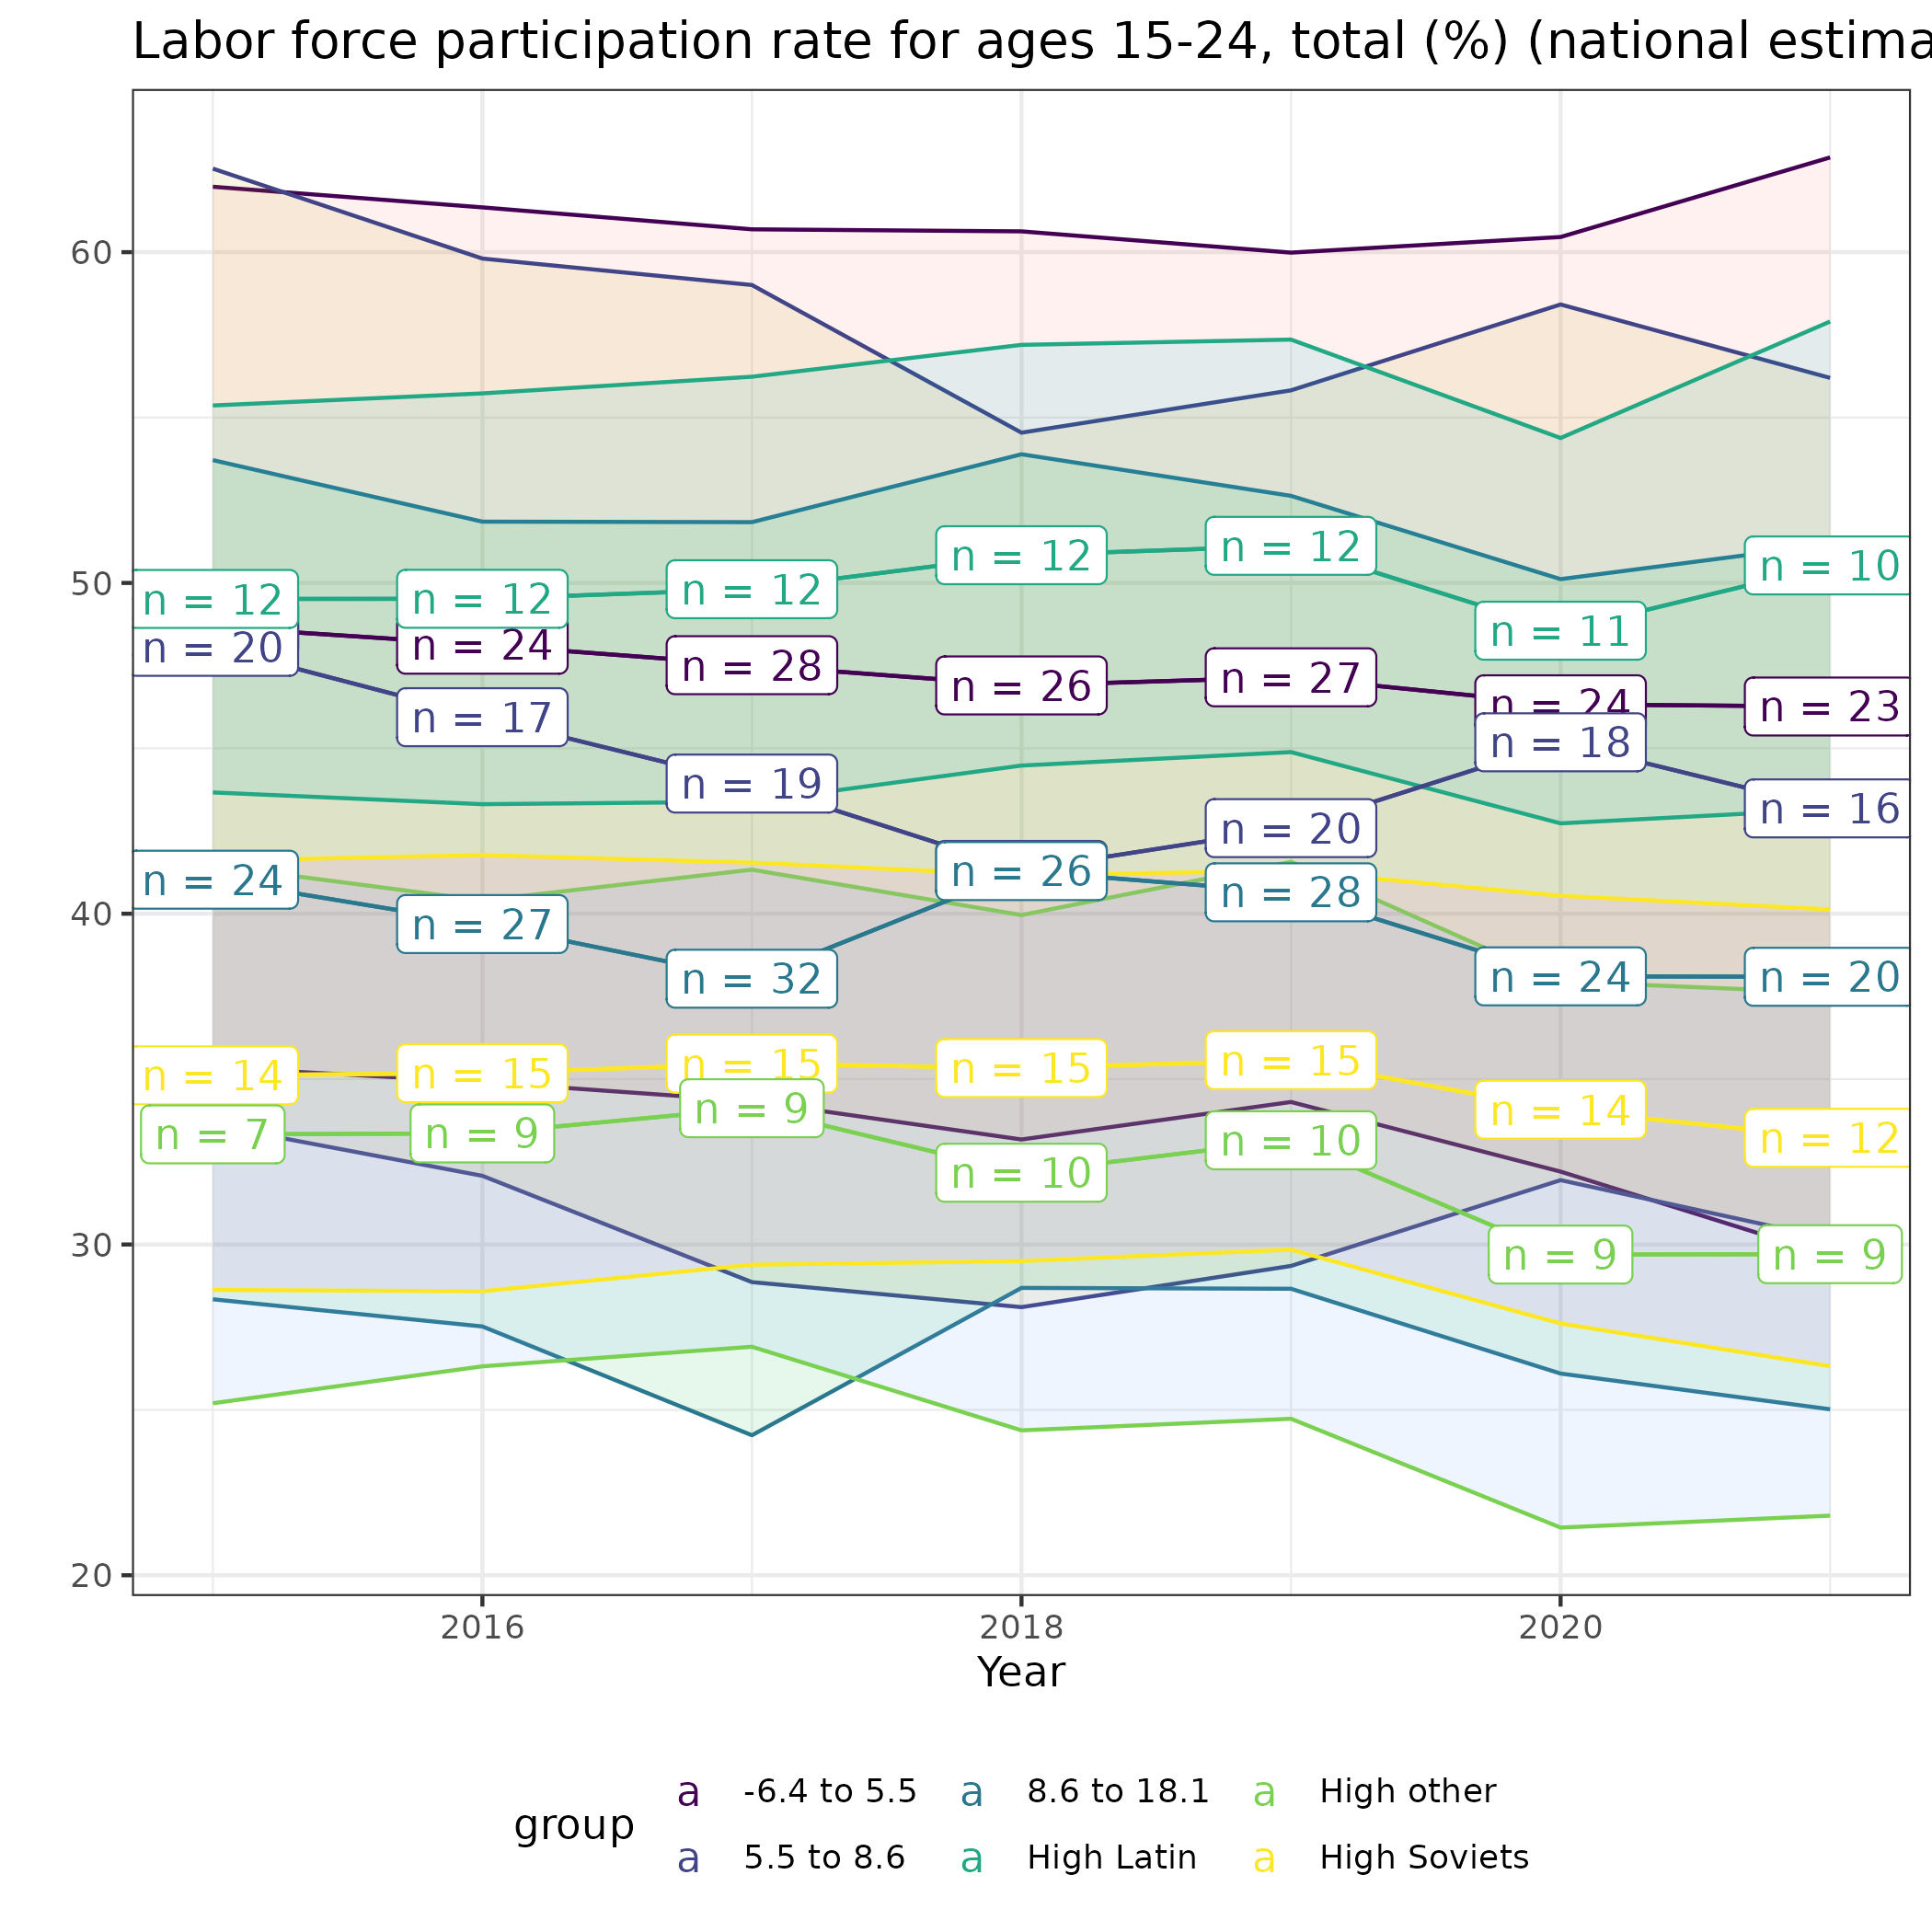 Labor force participation rate for ages 15-24, total (%) (national estima
60
50
40
30
20
n = 12
n = 12
n = 12
n = 12
n = 12
n = 11
n = 10
n = 24
n = 28
n = 26
n = 27
n = 24
n = 23
n = 20
n = 17
n = 19
n = 20
n = 18
n = 16
n = 24
n = 27
n = 32
n = 26
n = 28
n = 24
n = 20
n = 14
n = 15
n = 15
n = 15
n = 15
n = 14
n = 12
n = 7
n = 9
n = 9
n = 10
n = 10
n = 9
n = 9
2016 2018 2020
Year
group
a -6.4 to 5.5 a 8.6 to 18.1 a High other
a 5.5 to 8.6 a High Latin a High Soviets